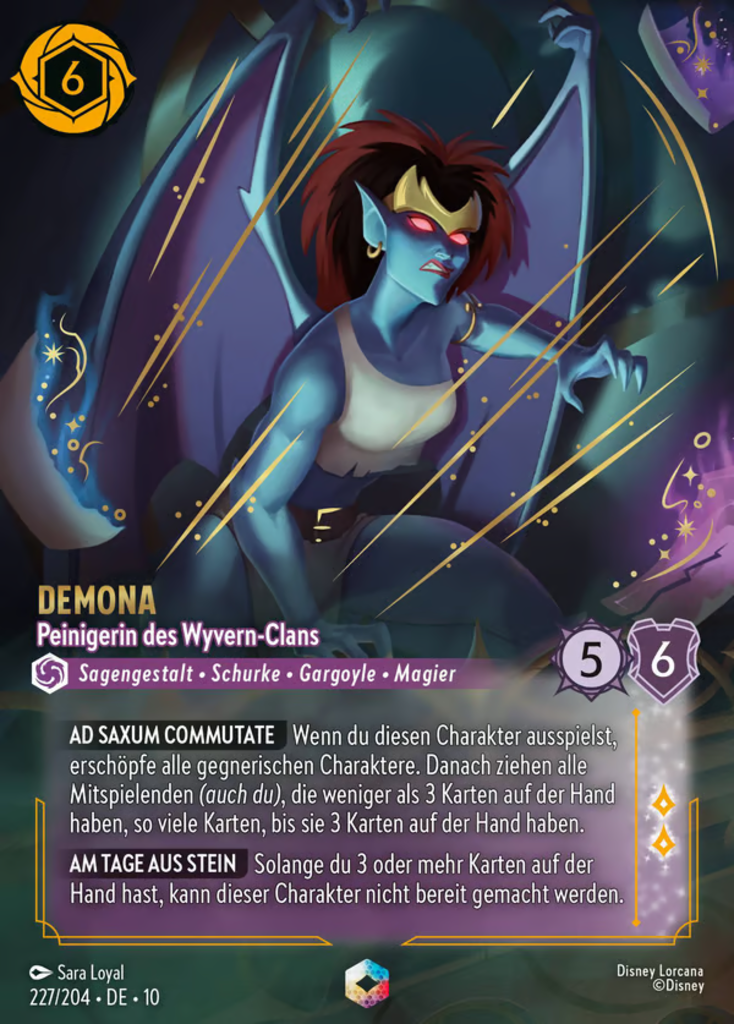 6
DEMONA
Peinigerin des Wyvern-Clans
Sagengestalt • Schurke • Gargoyle • Magier
5 6
AD SAXUM COMMUTATE Wenn du diesen Charakter ausspielst,
erschöpfe alle gegnerischen Charaktere. Danach ziehen alle
Mitspielenden (auch du), die weniger als 3 Karten auf der Hand
haben, so viele Karten, bis sie 3 Karten auf der Hand haben.
AM TAGE AUS STEIN Solange du 3 oder mehr Karten auf der
Hand hast, kann dieser Charakter nicht bereit gemacht werden.
Sara Loyal
227/204 • DE • 10
Disney Lorcana
©Disney